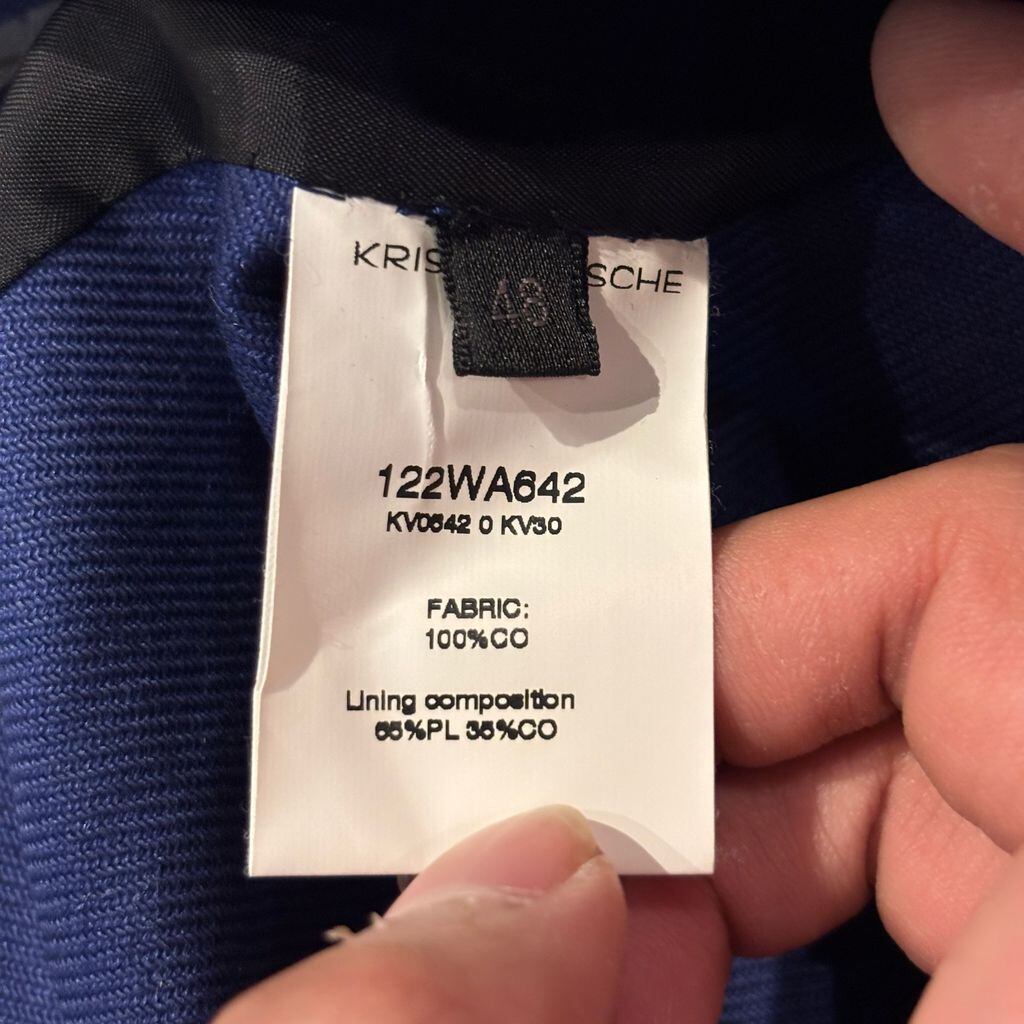 KRIS SCHE
48
122WA642
KV0642 0 KV30
FABRIC:
100%CO
Lining composition
65%PL 35%CO